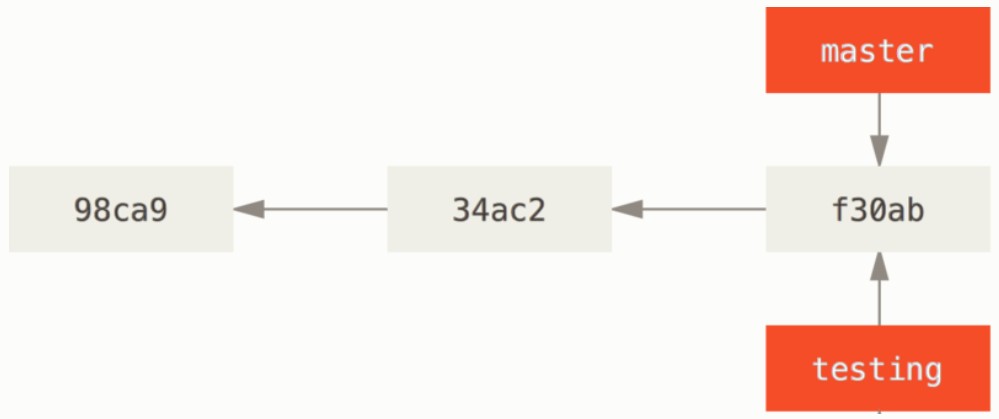 master
98ca9
34ac2
f30ab
testing